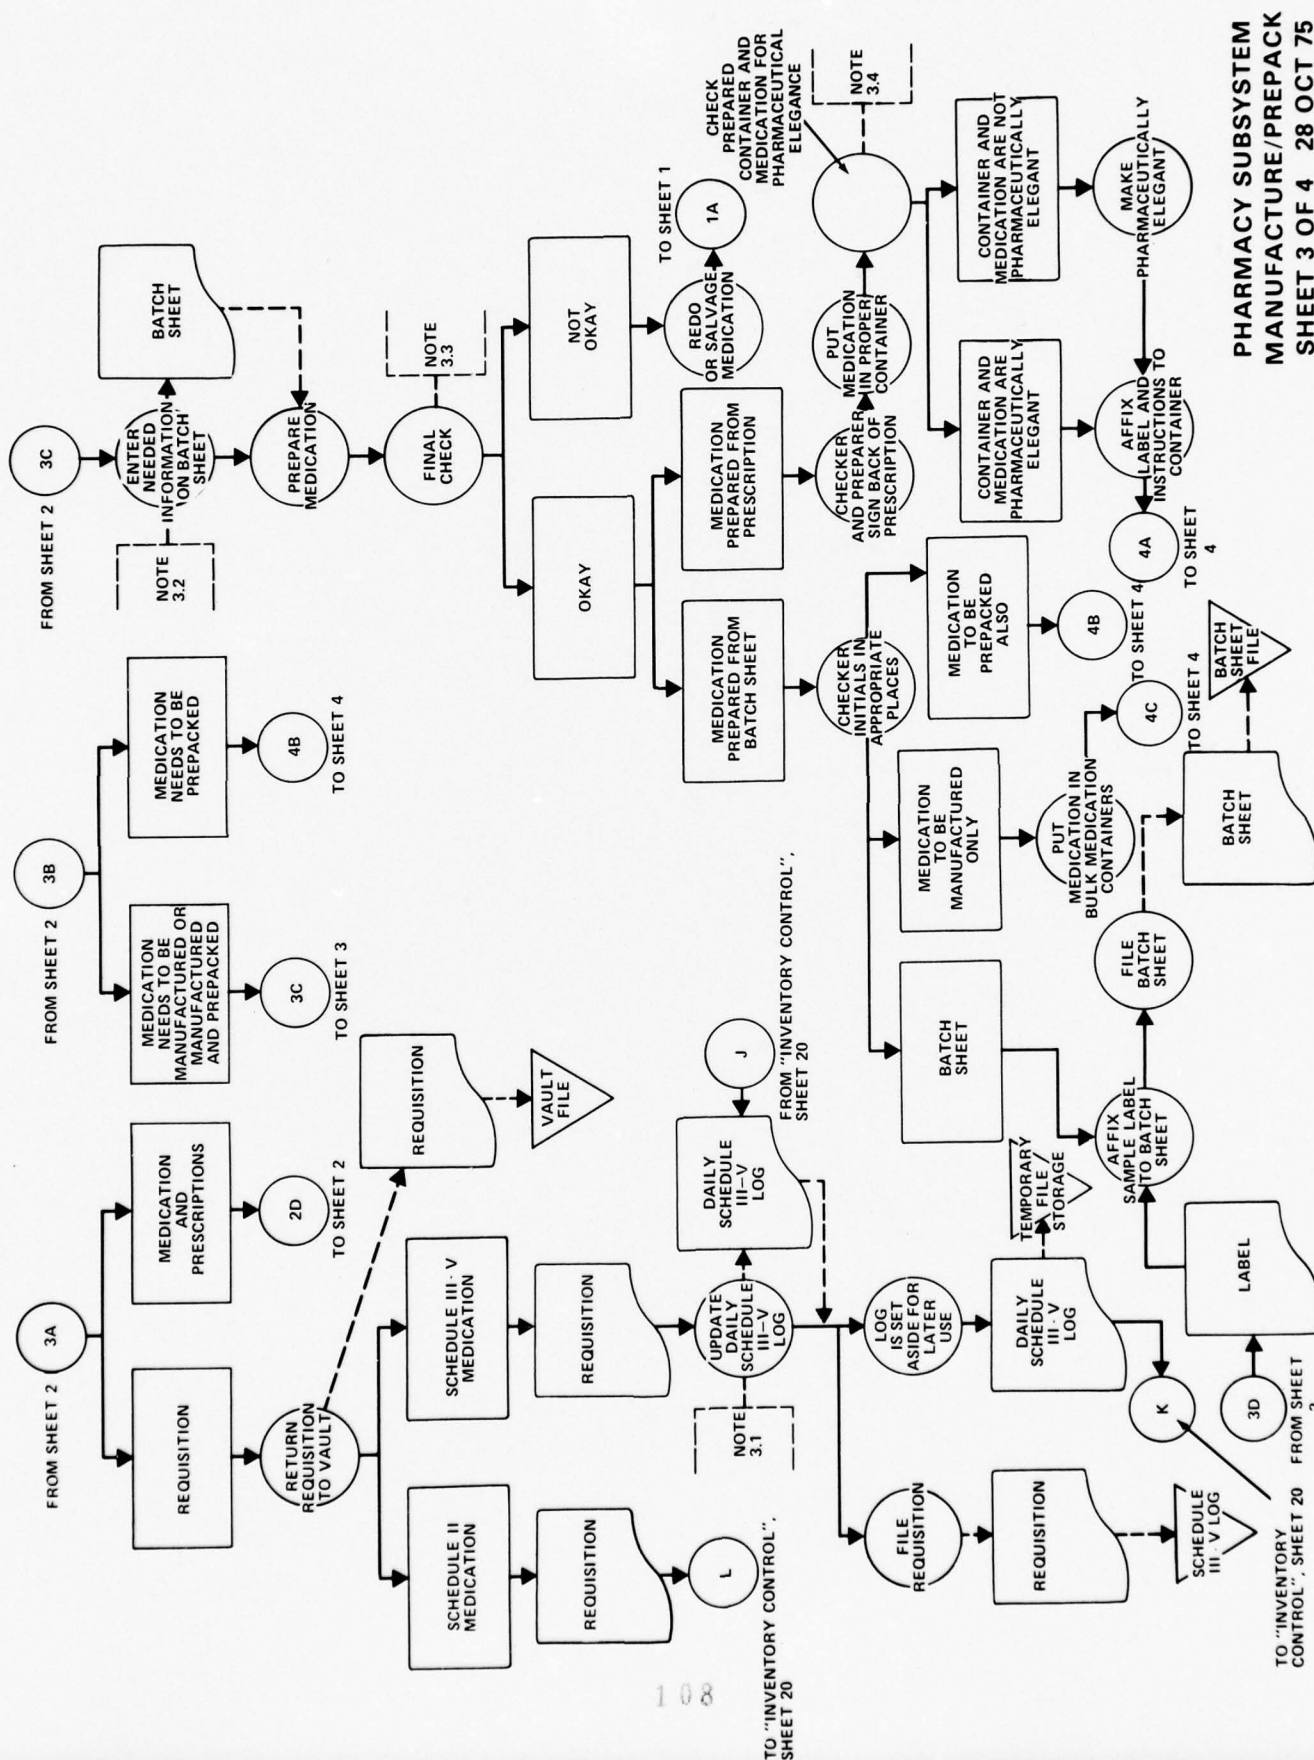 FROM SHEET 2
3A
REQUISITION
MEDICATION
AND
PRESCRIPTIONS
2D
TO SHEET 2
RETURN
REQUISITION
TO VAULT
REQUISITION
VAULT
FILE
SCHEDULE II
MEDICATION
SCHEDULE III-V
MEDICATION
REQUISITION
REQUISITION
L
TO "INVENTORY CONTROL",
SHEET 20
NOTE
3.1
UPDATE
DAILY
SCHEDULE
III-V
LOG
DAILY
SCHEDULE
III-V
LOG
J
FROM "INVENTORY CONTROL",
SHEET 20
FILE
REQUISITION
LOG
IS SET
ASIDE FOR
LATER
USE
REQUISITION
DAILY
SCHEDULE
III-V
LOG
TEMPORARY
FILE
STORAGE
SCHEDULE
III-V LOG
K
TO "INVENTORY
CONTROL", SHEET 20
FROM SHEET 2
3B
MEDICATION
NEEDS TO BE
MANUFACTURED OR
MANUFACTURED
AND PREPACKED
MEDICATION
NEEDS TO BE
PREPACKED
3C
TO SHEET 3
4B
TO SHEET 4
FROM SHEET 2
3C
NOTE
3.2
ENTER
NEEDED
INFORMATION
ON BATCH
SHEET
BATCH
SHEET
PREPARE
MEDICATION
FINAL
CHECK
NOTE
3.3
OKAY
NOT
OKAY
MEDICATION
PREPARED FROM
BATCH SHEET
MEDICATION
PREPARED FROM
PRESCRIPTION
REDO
OR SALVAGE
MEDICATION
1A
TO SHEET 1
CHECKER
INITIALS IN
APPROPRIATE
PLACES
CHECKER
AND PREPARER
SIGN BACK OF
PRESCRIPTION
PUT
MEDICATION
IN PROPER
CONTAINER
CHECK
PREPARED
CONTAINER AND
MEDICATION FOR
PHARMACEUTICAL
ELEGANCE
NOTE
3.4
BATCH
SHEET
MEDICATION
TO BE
MANUFACTURED
ONLY
MEDICATION
TO BE
PREPACKED
ALSO
CONTAINER AND
MEDICATION ARE
PHARMACEUTICALLY
ELEGANT
CONTAINER AND
MEDICATION ARE NOT
PHARMACEUTICALLY
ELEGANT
PUT
MEDICATION IN
BULK MEDICATION
CONTAINERS
4C
TO SHEET 4
4B
TO SHEET 4
AFFIX
LABEL AND
INSTRUCTIONS TO
CONTAINER
MAKE
PHARMACEUTICALLY
ELEGANT
4A
TO SHEET
4
3D
FROM SHEET
LABEL
AFFIX
SAMPLE LABEL
TO BATCH
SHEET
FILE
BATCH
SHEET
BATCH
SHEET
BATCH
SHEET
FILE
PHARMACY SUBSYSTEM
MANUFACTURE/PREPACK
SHEET 3 OF 4 28 OCT 75
108